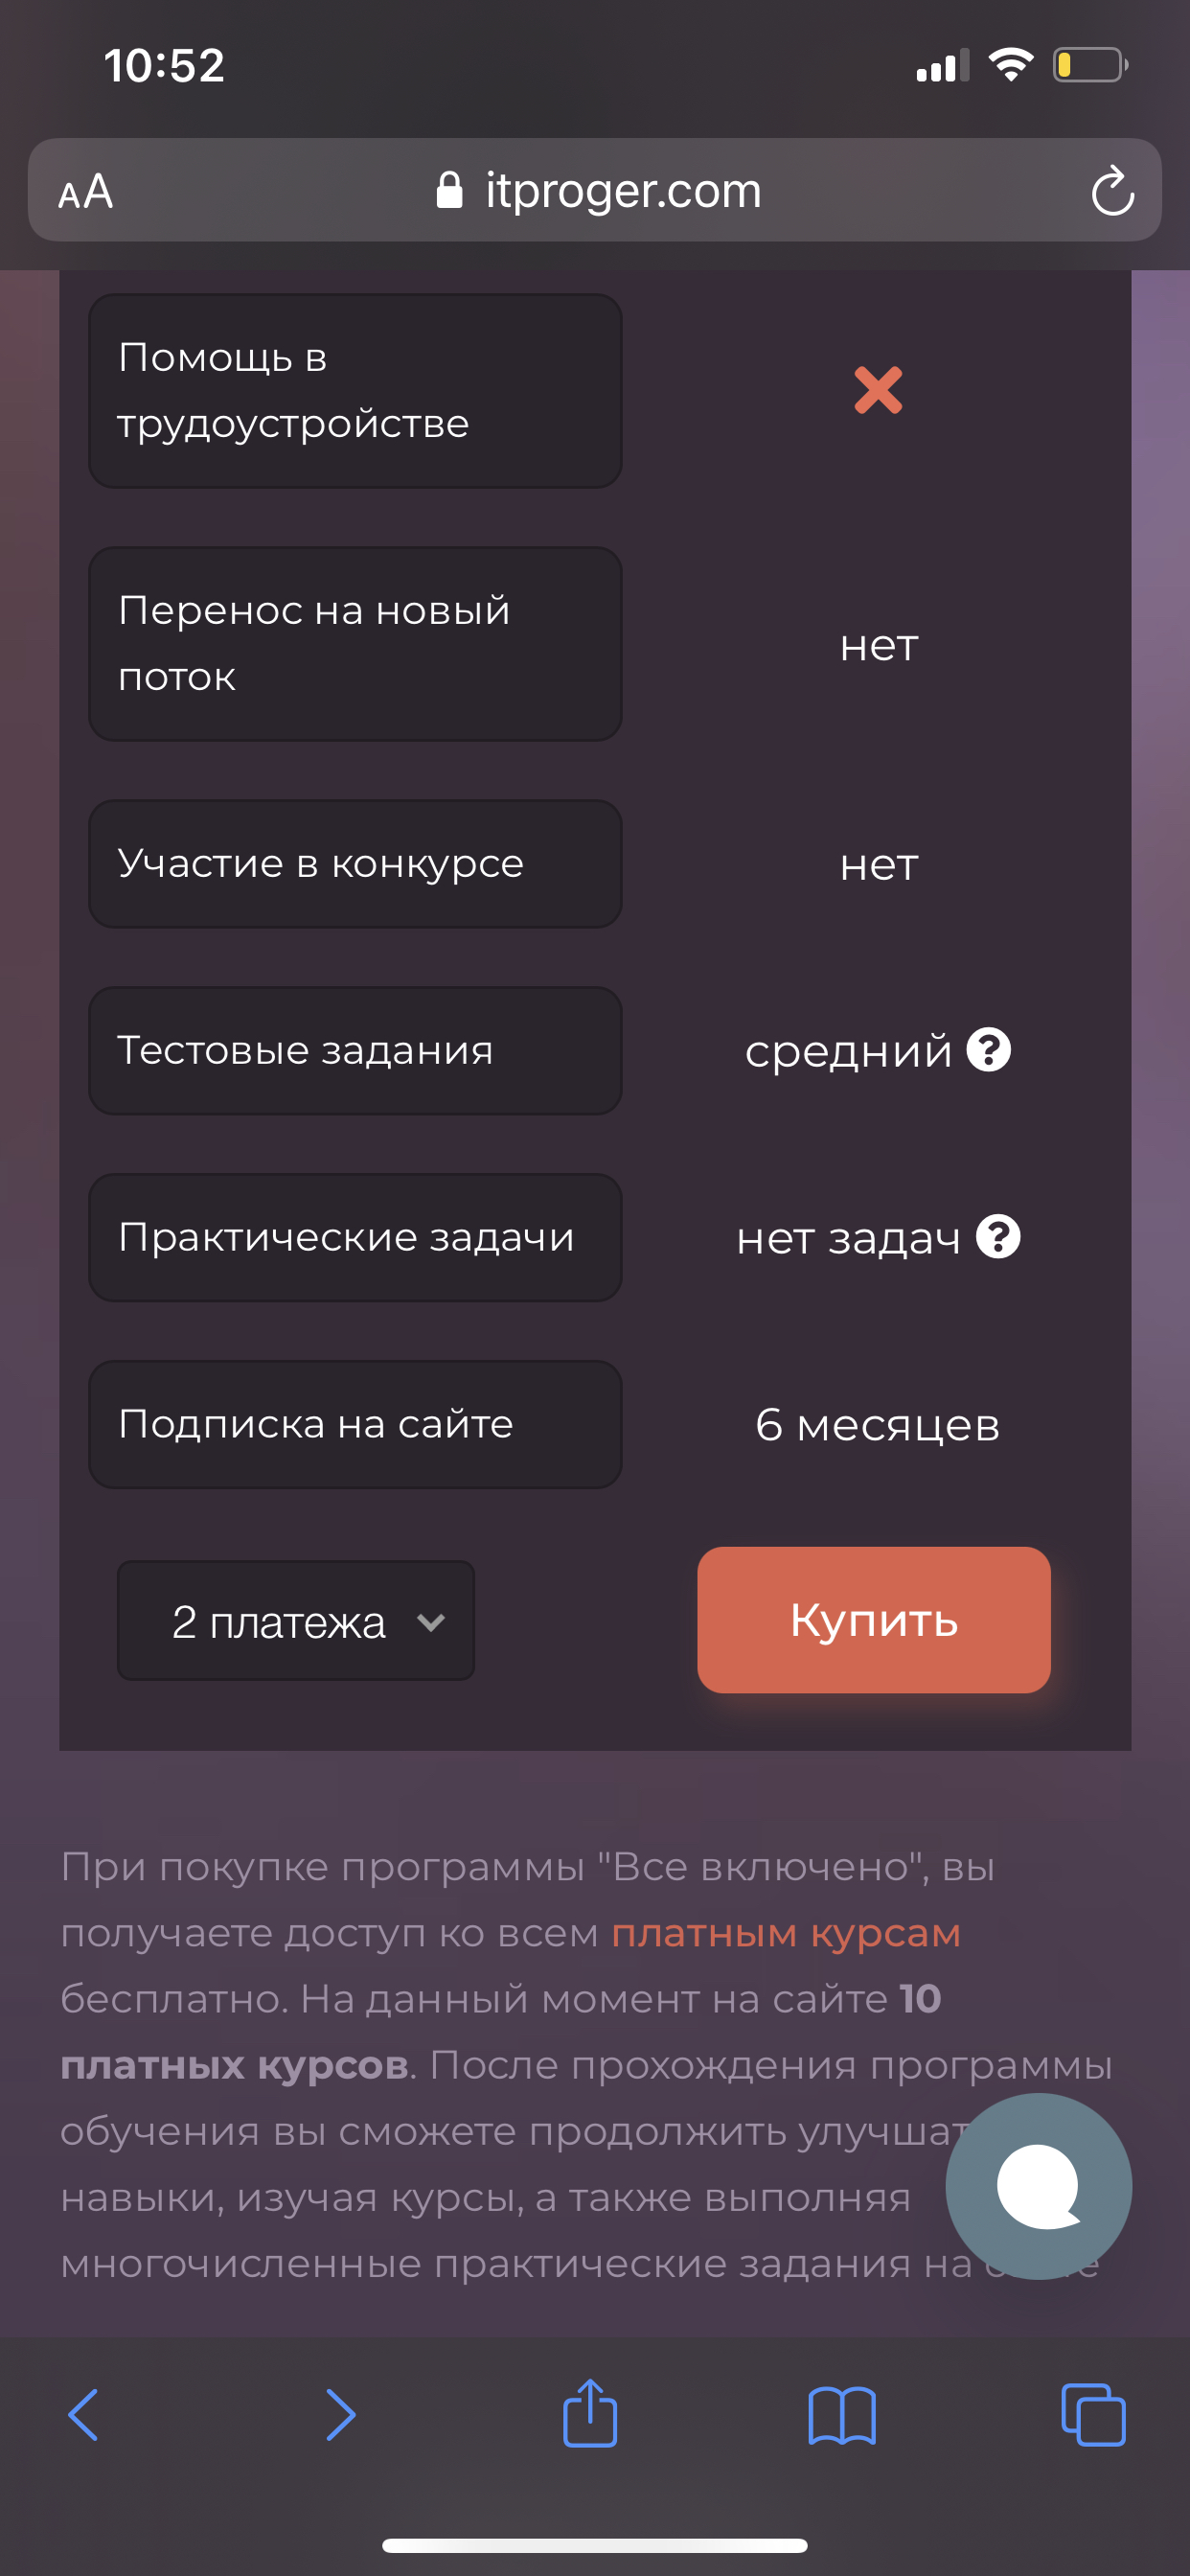 10:52
AA
itproger.com
Помощь в
трудоустройстве
Перенос на новый
поток
нет
Участие в конкурсе
нет
Тестовые задания
средний ?
Практические задачи
нет задач ?
Подписка на сайте
6 месяцев
2 платежа
Купить
При покупке программы "Все включено", вы
получаете доступ ко всем платным курсам
бесплатно. На данный момент на сайте 10
платных курсов. После прохождения программы
обучения вы сможете продолжить
навыки, изучая курсы, а также выполняя
многочисленные практические задания на